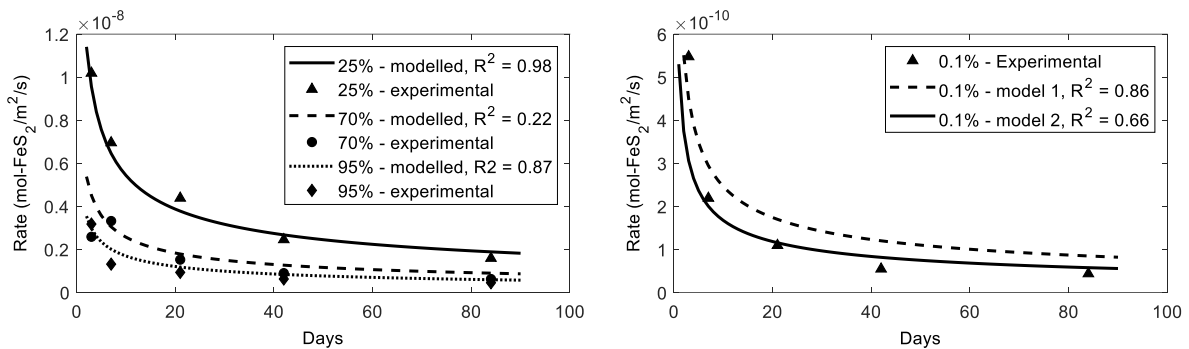 ×10⁻⁸
1.2
1
0.8
0.6
0.4
0.2
0
Rate (mol-FeS₂/m²/s)
25% - modelled, R² = 0.98
25% - experimental
70% - modelled, R² = 0.22
70% - experimental
95% - modelled, R2 = 0.87
95% - experimental
0 20 40 60 80 100
Days
×10⁻¹⁰
6
5
4
3
2
1
0
Rate (mol-FeS₂/m²/s)
0.1% - Experimental
0.1% - model 1, R² = 0.86
0.1% - model 2, R² = 0.66
0 20 40 60 80 100
Days